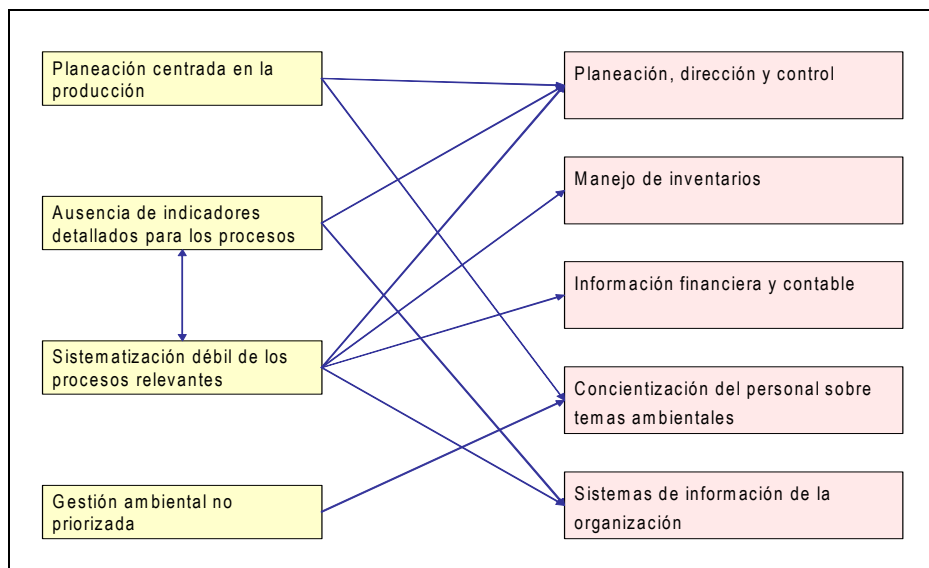 Planeación centrada en la
producción
Ausencia de indicadores
detallados para los procesos
Sistematización débil de los
procesos relevantes
Gestión ambiental no
priorizada
Planeación, dirección y control
Manejo de inventarios
Información financiera y contable
Concientización del personal sobre
temas ambientales
Sistemas de información de la
organización